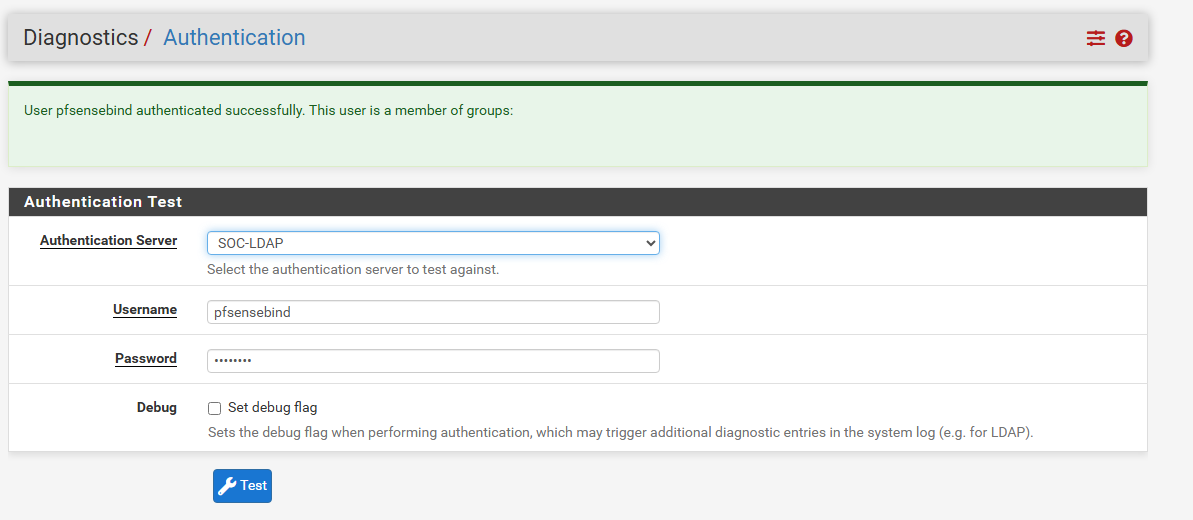 Diagnostics / Authentication
User pfsensebind authenticated successfully. This user is a member of groups:
Authentication Test
Authentication Server
SOC-LDAP
Select the authentication server to test against.
Username
pfsensebind
Password
••••••••
Debug
Set debug flag
Sets the debug flag when performing authentication, which may trigger additional diagnostic entries in the system log (e.g. for LDAP).
Test